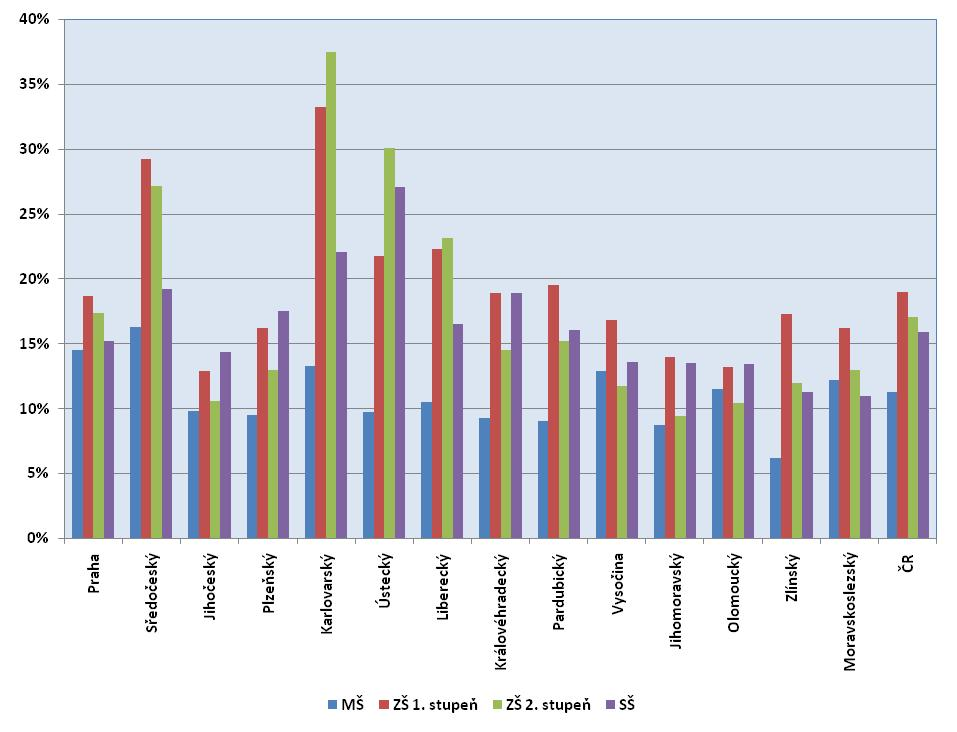 40%
35%
30%
25%
20%
15%
10%
5%
0%
Praha
Sředočeský
Jihočeský
Plzeňský
Karlovarský
Ústecký
Liberecký
Královéhradecký
Pardubický
Vysočina
Jihomoravský
Olomoucký
Zlínský
Moravskoslezský
ČR
MŠ ZŠ 1. stupeň ZŠ 2. stupeň SŠ